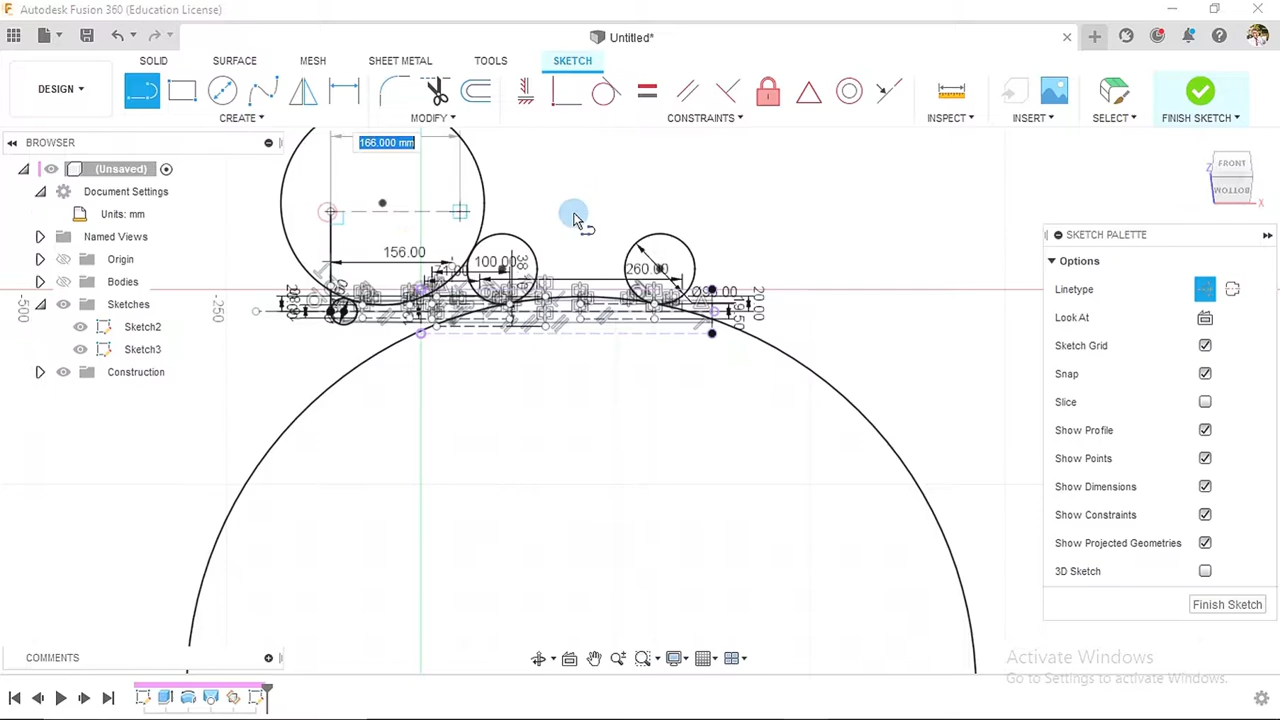 Autodesk Fusion 360 (Education License)
Untitled*
SOLID SURFACE MESH SHEET METAL TOOLS SKETCH
DESIGN
CREATE MODIFY CONSTRAINTS INSPECT INSERT SELECT FINISH SKETCH
BROWSER
(Unsaved)
Document Settings
Units: mm
Named Views
Origin
Bodies
Sketches
Sketch2
Sketch3
Construction
166.000 mm
156.00
100.00
260.00
-250
-500
20.00
FRONT
BOTTOM
Z
X
SKETCH PALETTE
Options
Linetype
Look At
Sketch Grid
Snap
Slice
Show Profile
Show Points
Show Dimensions
Show Constraints
Show Projected Geometries
3D Sketch
Finish Sketch
COMMENTS
Activate Windows
Go to Settings to activate Windows.